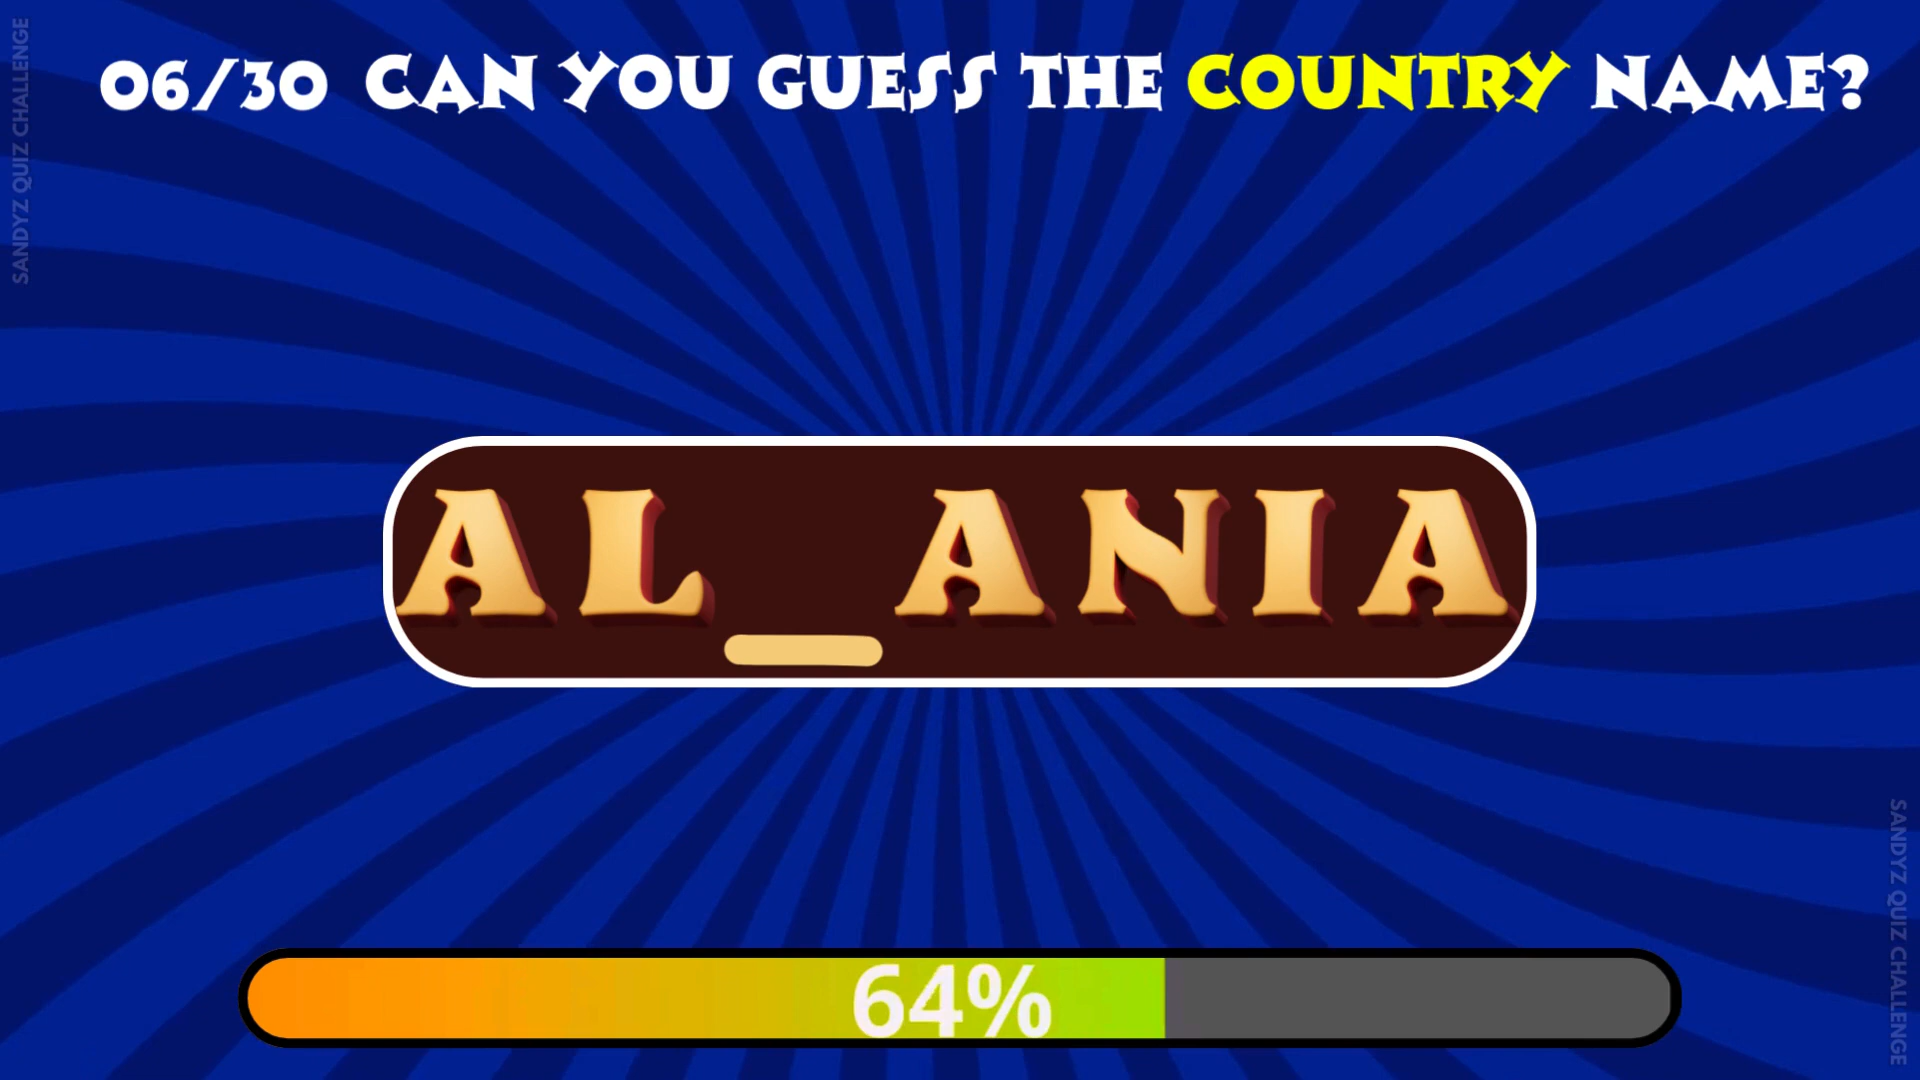 06/30 CAN YOU GUESS THE COUNTRY NAME?
SANDYZ QUIZ CHALLENGE
AL_ANIA
64%
SANDYZ QUIZ CHALLENGE